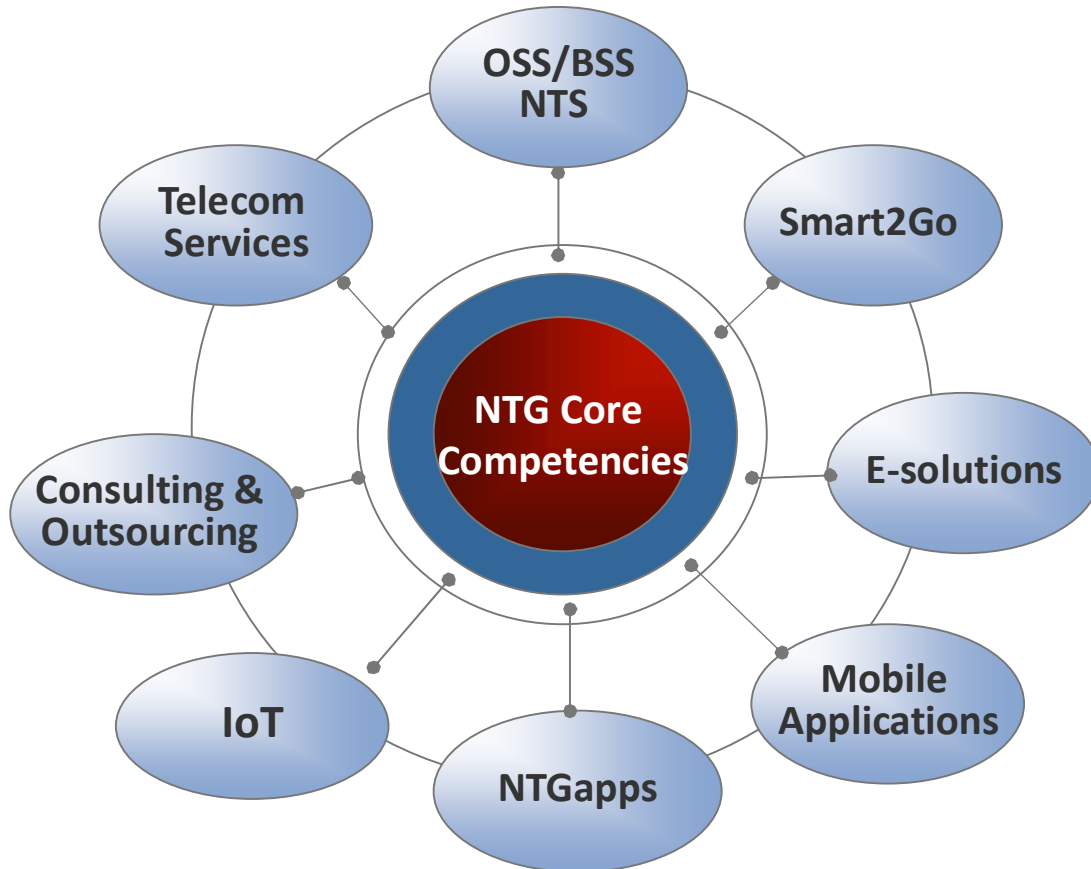 OSS/BSS
NTS
Telecom
Services
Smart2Go
NTG Core
Competencies
E-solutions
Consulting &
Outsourcing
Mobile
Applications
IoT
NTGapps